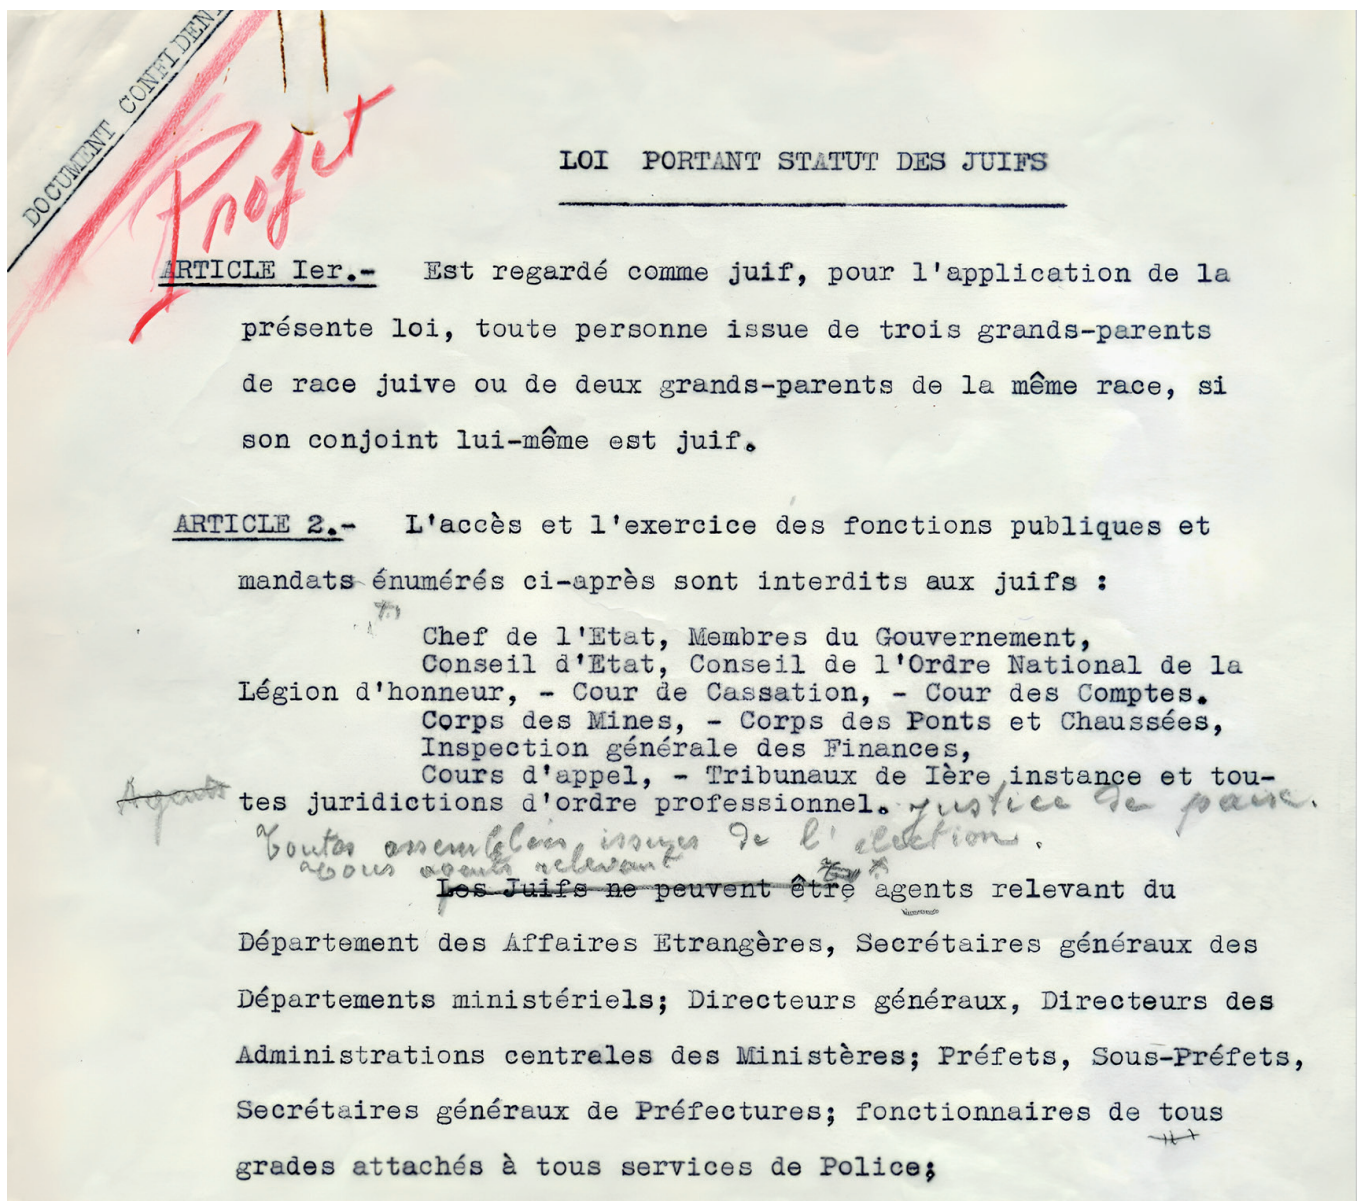 DOCUMENT CONFIDEN
Projet
LOI PORTANT STATUT DES JUIFS
ARTICLE Ier.- Est regardé comme juif, pour l'application de la
présente loi, toute personne issue de trois grands-parents
de race juive ou de deux grands-parents de la même race, si
son conjoint lui-même est juif.
ARTICLE 2.- L'accès et l'exercice des fonctions publiques et
mandats énumérés ci-après sont interdits aux juifs :
Chef de l'Etat, Membres du Gouvernement,
Conseil d'Etat, Conseil de l'Ordre National de la
Légion d'honneur, - Cour de Cassation, - Cour des Comptes.
Corps des Mines, - Corps des Ponts et Chaussées,
Inspection générale des Finances,
Cours d'appel, - Tribunaux de Ière instance et tou-
Agents
tes juridictions d'ordre professionnel. justice de paix.
Toutes assemblées issues de l'élection.
Tous agents relevant
Les Juifs ne peuvent être agents relevant du
Département des Affaires Etrangères, Secrétaires généraux des
Départements ministériels; Directeurs généraux, Directeurs des
Administrations centrales des Ministères; Préfets, Sous-Préfets,
Secrétaires généraux de Préfectures; fonctionnaires de tous
grades attachés à tous services de Police;